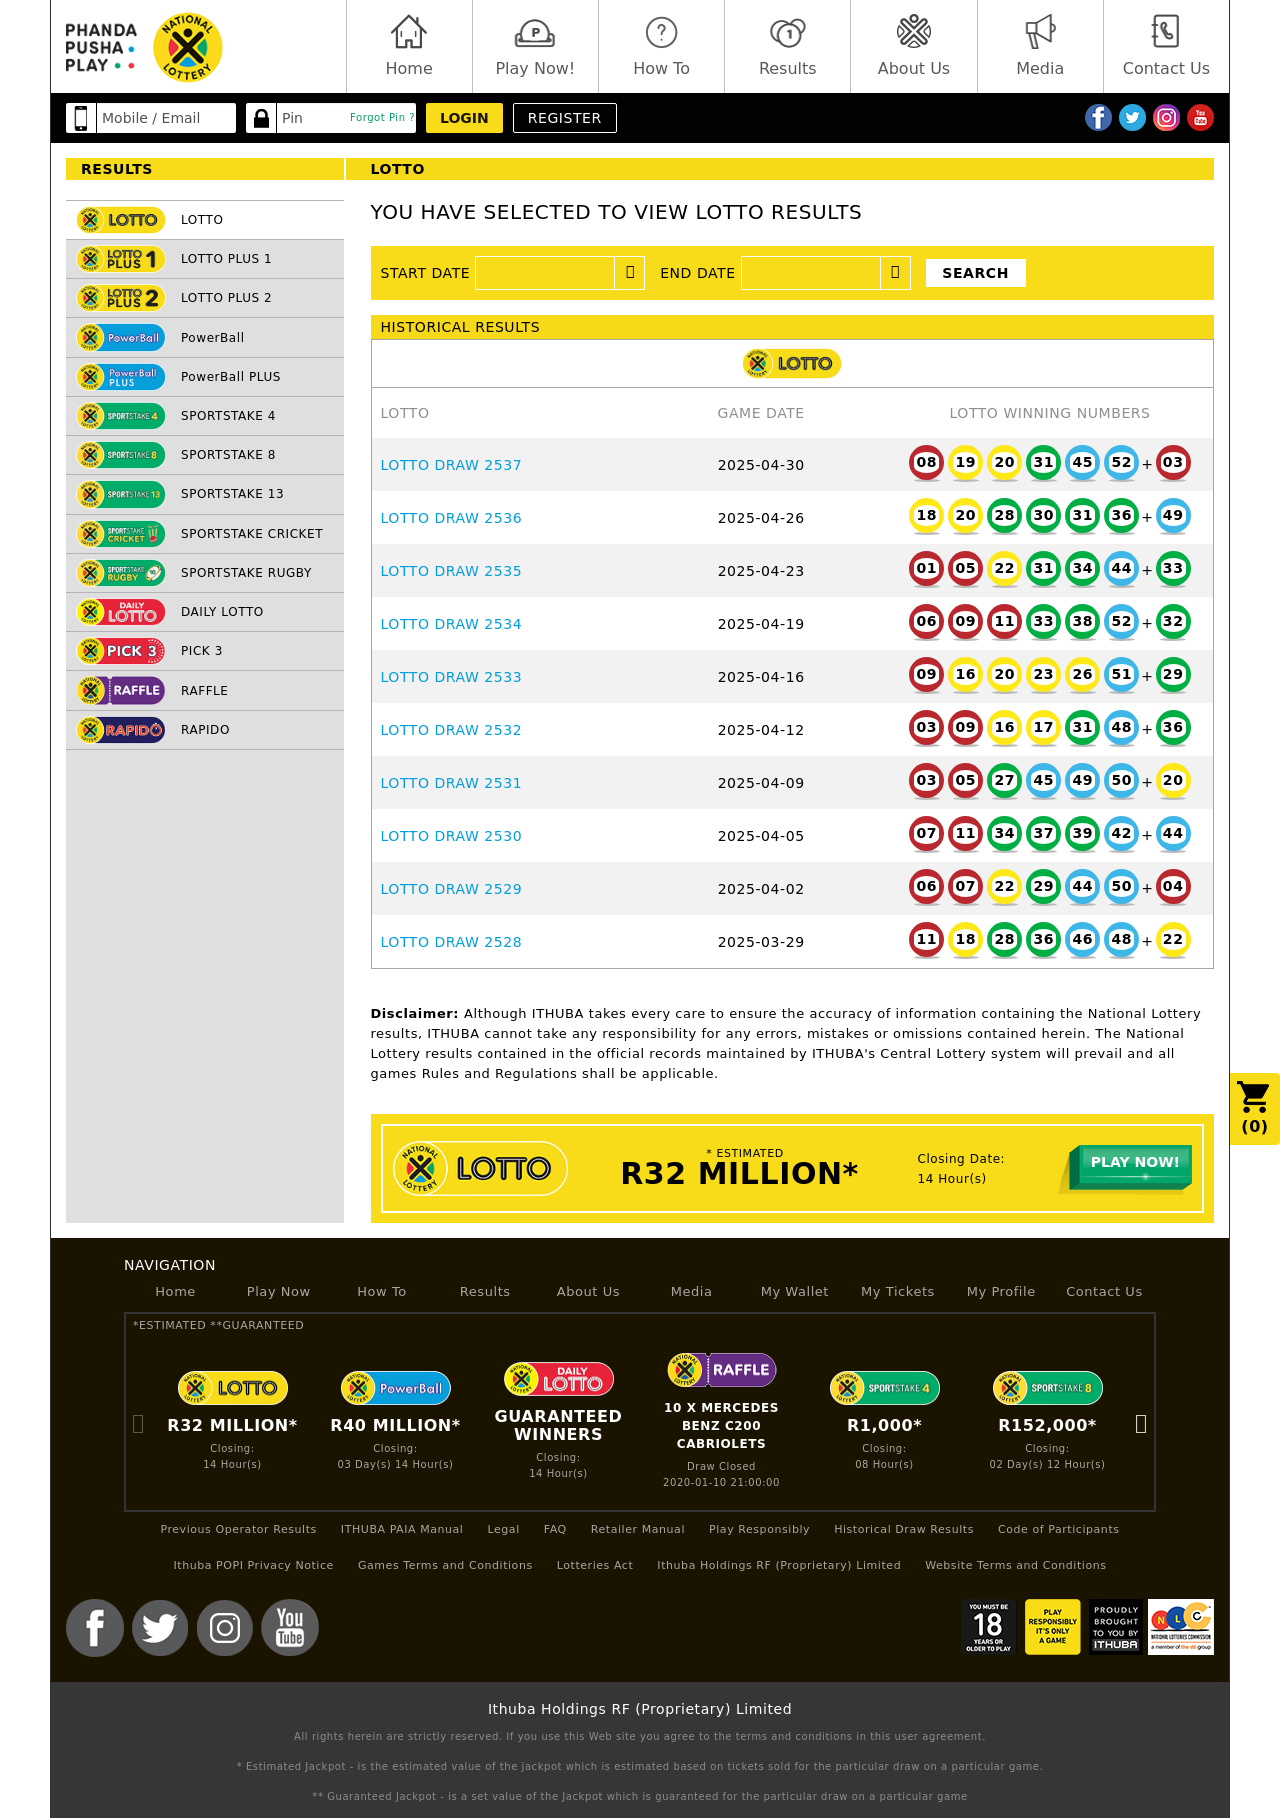 PHANDA
PUSHA
PLAY
NATIONAL
LOTTERY
Home
Play Now!
How To
Results
About Us
Media
Contact Us
Mobile / Email
Pin
Forgot Pin ?
LOGIN
REGISTER
RESULTS
LOTTO
LOTTO
LOTTO
LOTTO PLUS 1
LOTTO PLUS 1
LOTTO PLUS 2
LOTTO PLUS 2
PowerBall
PowerBall
PowerBall PLUS
PowerBall PLUS
SPORTSTAKE 4
SPORTSTAKE 4
SPORTSTAKE 8
SPORTSTAKE 8
SPORTSTAKE 13
SPORTSTAKE 13
SPORTSTAKE CRICKET
SPORTSTAKE CRICKET
SPORTSTAKE RUGBY
SPORTSTAKE RUGBY
DAILY LOTTO
DAILY LOTTO
PICK 3
PICK 3
RAFFLE
RAFFLE
RAPIDO
RAPIDO
YOU HAVE SELECTED TO VIEW LOTTO RESULTS
START DATE
END DATE
SEARCH
HISTORICAL RESULTS
LOTTO
LOTTO GAME DATE LOTTO WINNING NUMBERS
LOTTO DRAW 2537 2025-04-30 08 19 20 31 45 52 + 03
LOTTO DRAW 2536 2025-04-26 18 20 28 30 31 36 + 49
LOTTO DRAW 2535 2025-04-23 01 05 22 31 34 44 + 33
LOTTO DRAW 2534 2025-04-19 06 09 11 33 38 52 + 32
LOTTO DRAW 2533 2025-04-16 09 16 20 23 26 51 + 29
LOTTO DRAW 2532 2025-04-12 03 09 16 17 31 48 + 36
LOTTO DRAW 2531 2025-04-09 03 05 27 45 49 50 + 20
LOTTO DRAW 2530 2025-04-05 07 11 34 37 39 42 + 44
LOTTO DRAW 2529 2025-04-02 06 07 22 29 44 50 + 04
LOTTO DRAW 2528 2025-03-29 11 18 28 36 46 48 + 22
Disclaimer: Although ITHUBA takes every care to ensure the accuracy of information containing the National Lottery
results, ITHUBA cannot take any responsibility for any errors, mistakes or omissions contained herein. The National
Lottery results contained in the official records maintained by ITHUBA's Central Lottery system will prevail and all
games Rules and Regulations shall be applicable.
(0)
NATIONAL LOTTERY
LOTTO
* ESTIMATED
R32 MILLION*
Closing Date:
14 Hour(s)
PLAY NOW!
NAVIGATION
Home Play Now How To Results About Us Media My Wallet My Tickets My Profile Contact Us
*ESTIMATED **GUARANTEED
LOTTO
R32 MILLION*
Closing:
14 Hour(s)
PowerBall
R40 MILLION*
Closing:
03 Day(s) 14 Hour(s)
DAILY
LOTTO
GUARANTEED
WINNERS
Closing:
14 Hour(s)
RAFFLE
10 X MERCEDES
BENZ C200
CABRIOLETS
Draw Closed
2020-01-10 21:00:00
SPORTSTAKE 4
R1,000*
Closing:
08 Hour(s)
SPORTSTAKE 8
R152,000*
Closing:
02 Day(s) 12 Hour(s)
Previous Operator Results ITHUBA PAIA Manual Legal FAQ Retailer Manual Play Responsibly Historical Draw Results Code of Participants
Ithuba POPI Privacy Notice Games Terms and Conditions Lotteries Act Ithuba Holdings RF (Proprietary) Limited Website Terms and Conditions
You
Tube
YOU MUST BE
18
YEARS OR
OLDER TO PLAY
PLAY
RESPONSIBLY
IT'S ONLY
A GAME
PROUDLY
BROUGHT
TO YOU BY
ITHUBA
NLC
NATIONAL LOTTERIES COMMISSION
a member of the dti group
Ithuba Holdings RF (Proprietary) Limited
All rights herein are strictly reserved. If you use this Web site you agree to the terms and conditions in this user agreement.
* Estimated Jackpot - is the estimated value of the jackpot which is estimated based on tickets sold for the particular draw on a particular game.
** Guaranteed Jackpot - is a set value of the Jackpot which is guaranteed for the particular draw on a particular game